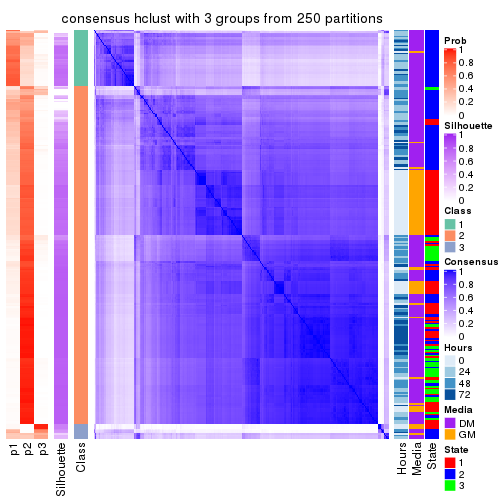 consensus hclust with 3 groups from 250 partitions
Prob
1
0.8
0.6
0.4
0.2
0
Silhouette
1
0.8
0.6
0.4
0.2
0
Class
1
2
3
Consensus
1
0.8
0.6
0.4
0.2
0
Hours
0
24
48
72
Media
DM
GM
State
1
2
3
p1
p2
p3
Silhouette
Class
Hours
Media
State